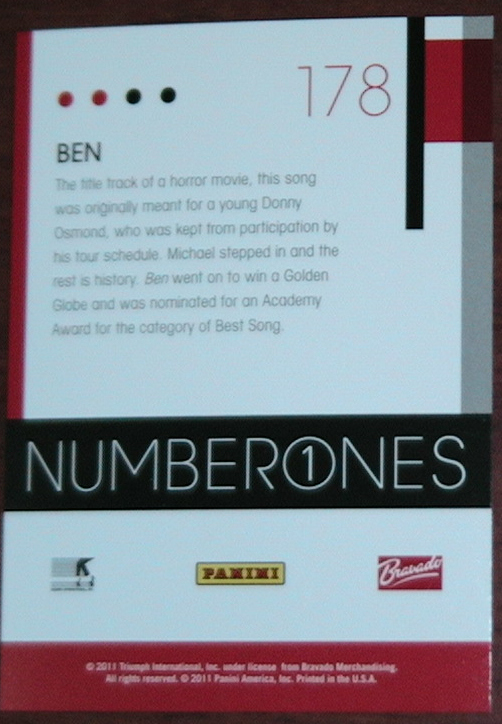 178
BEN
The title track of a horror movie, this song
was originally meant for a young Donny
Osmond, who was kept from participation by
his tour schedule. Michael stepped in and the
rest is history. Ben went on to win a Golden
Globe and was nominated for an Academy
Award for the category of Best Song.
NUMBER1ONES
PANINI
Bravado
© 2011 Triumph International, Inc. under license from Bravado Merchandising.
All rights reserved. © 2011 Panini America, Inc. Printed in the U.S.A.